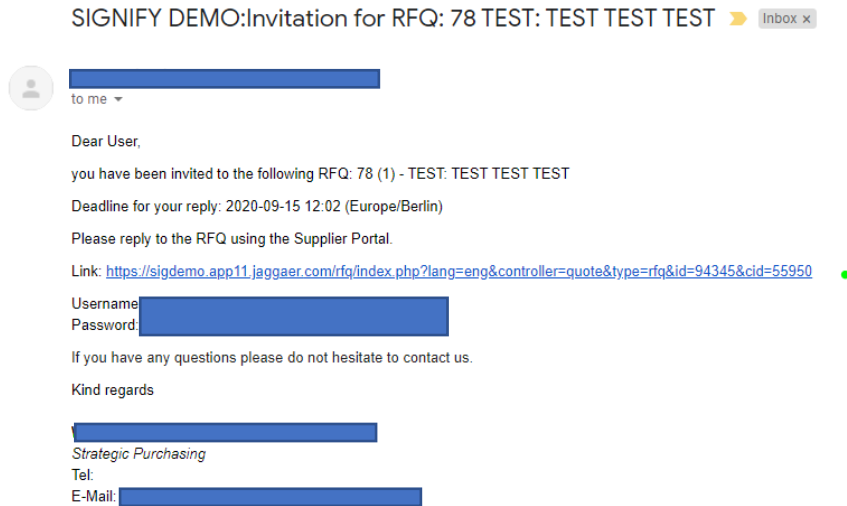 SIGNIFY DEMO:Invitation for RFQ: 78 TEST: TEST TEST TEST Inbox x
to me
Dear User,
you have been invited to the following RFQ: 78 (1) - TEST: TEST TEST TEST
Deadline for your reply: 2020-09-15 12:02 (Europe/Berlin)
Please reply to the RFQ using the Supplier Portal.
Link: https://sigdemo.app11.jaggaer.com/rfq/index.php?lang=eng&controller=quote&type=rfq&id=94345&cid=55950
Username
Password:
If you have any questions please do not hesitate to contact us.
Kind regards
Strategic Purchasing
Tel:
E-Mail: